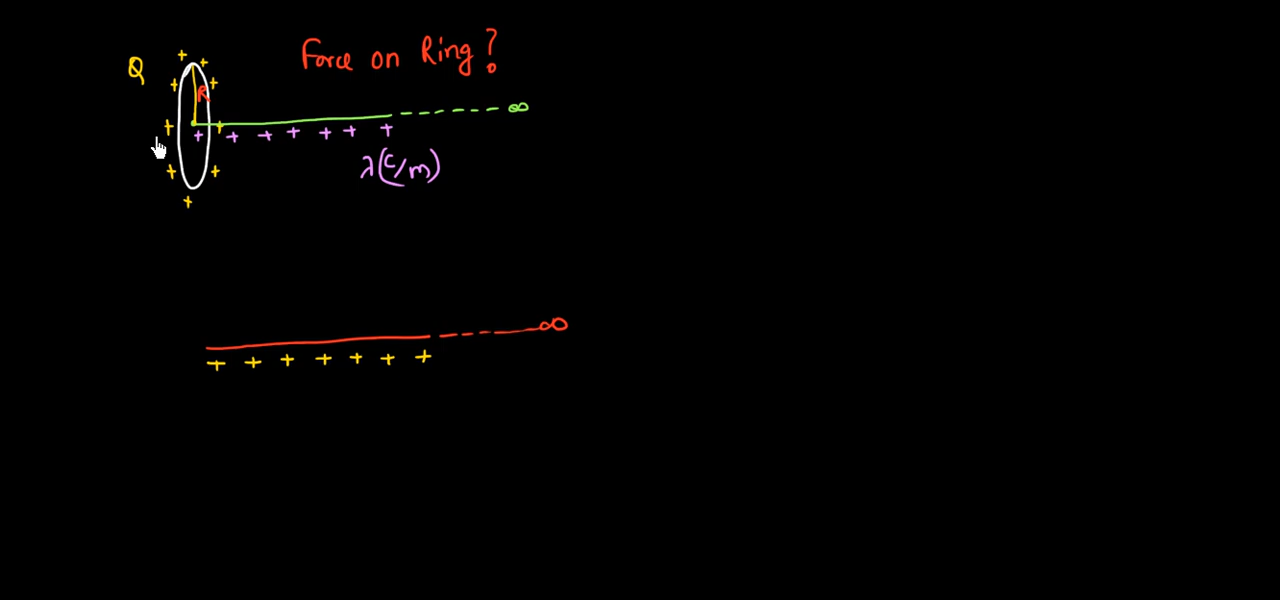 Q
Force on Ring?
R
∞
+ + + + + + +
λ(C/m)
∞
+ + + + + + +